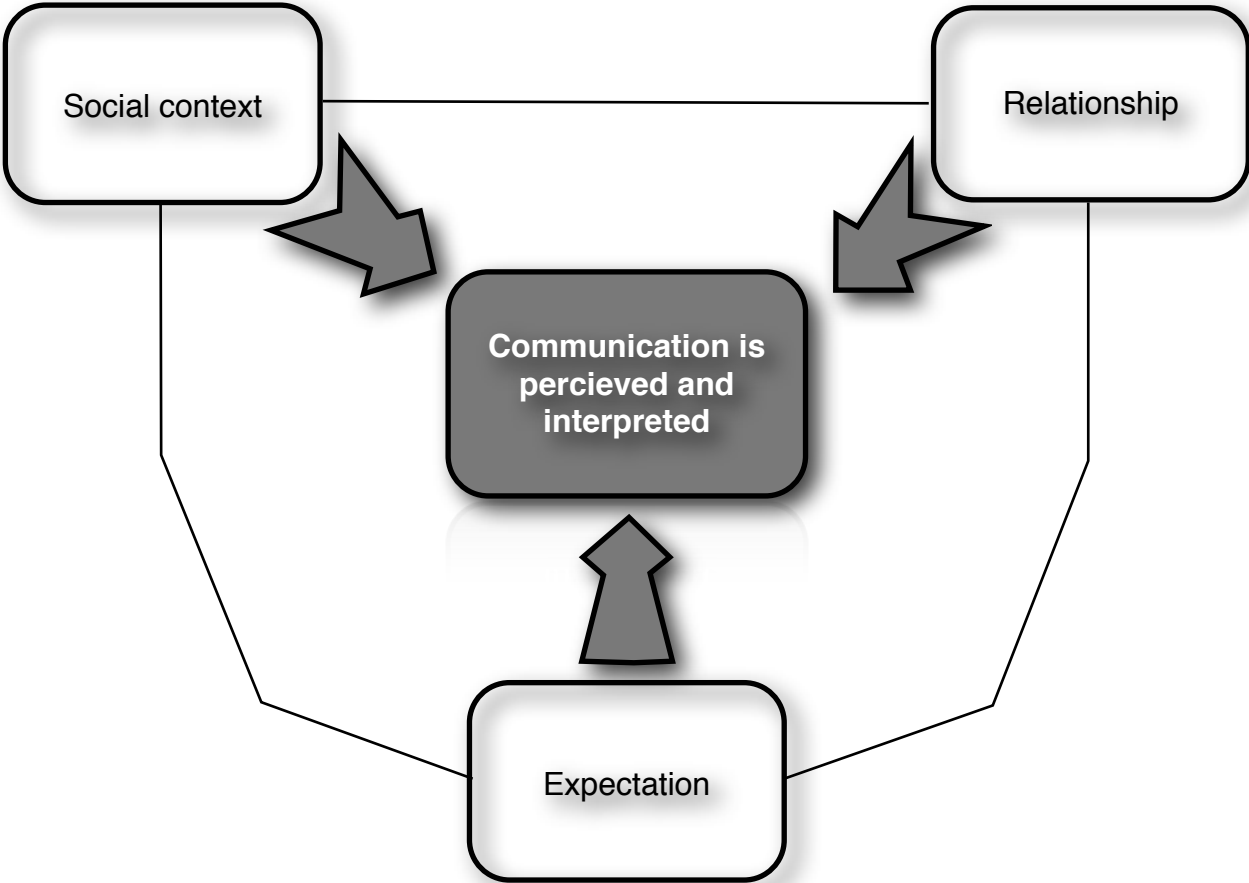 Social context
Relationship
Communication is
percieved and
interpreted
Expectation